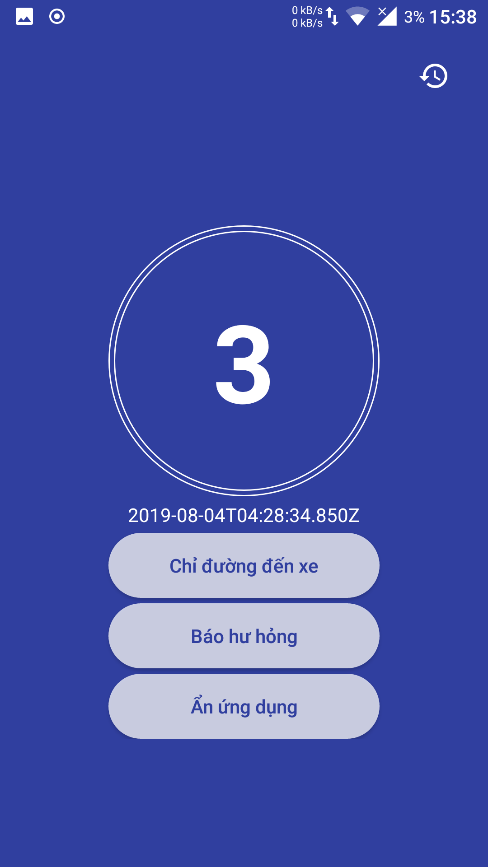 0 kB/s
0 kB/s
3% 15:38
3
2019-08-04T04:28:34.850Z
Chỉ đường đến xe
Báo hư hỏng
Ẩn ứng dụng